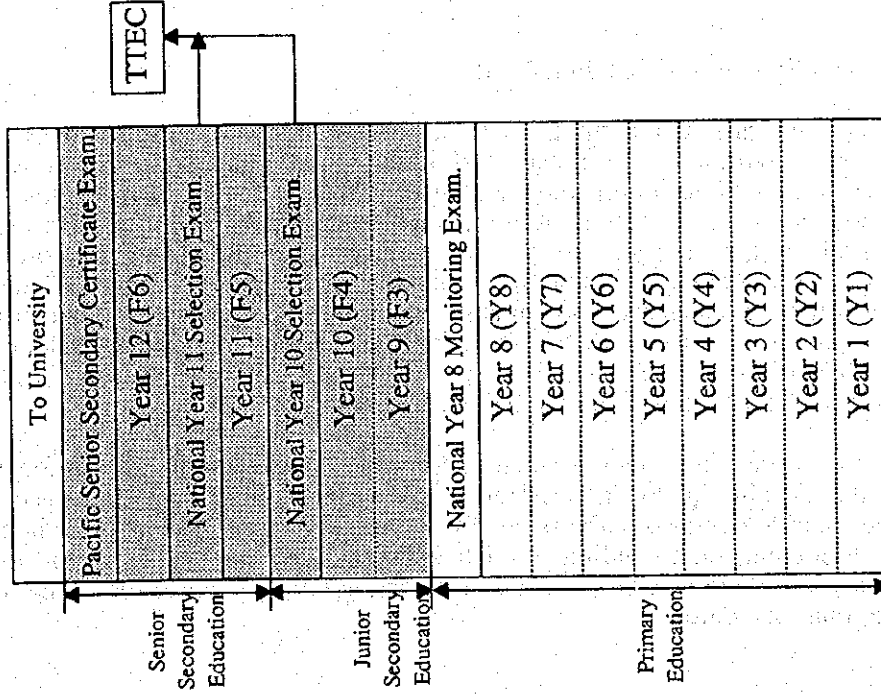 TTEC
To University
Pacific Senior Secondary Certificate Exam.
Year 12 (F6)
National Year 11 Selection Exam.
Year 11 (F5)
National Year 10 Selection Exam.
Year 10 (F4)
Year 9 (F3)
National Year 8 Monitoring Exam.
Year 8 (Y8)
Year 7 (Y7)
Year 6 (Y6)
Year 5 (Y5)
Year 4 (Y4)
Year 3 (Y3)
Year 2 (Y2)
Year 1 (Y1)
Senior
Secondary
Education
Junior
Secondary
Education
Primary
Education